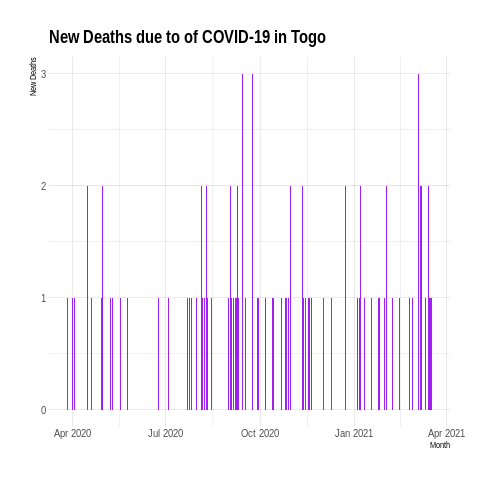 New Deaths due to of COVID-19 in Togo
New Deaths
3
2
1
0
Apr 2020
Jul 2020
Oct 2020
Jan 2021
Apr 2021
Month